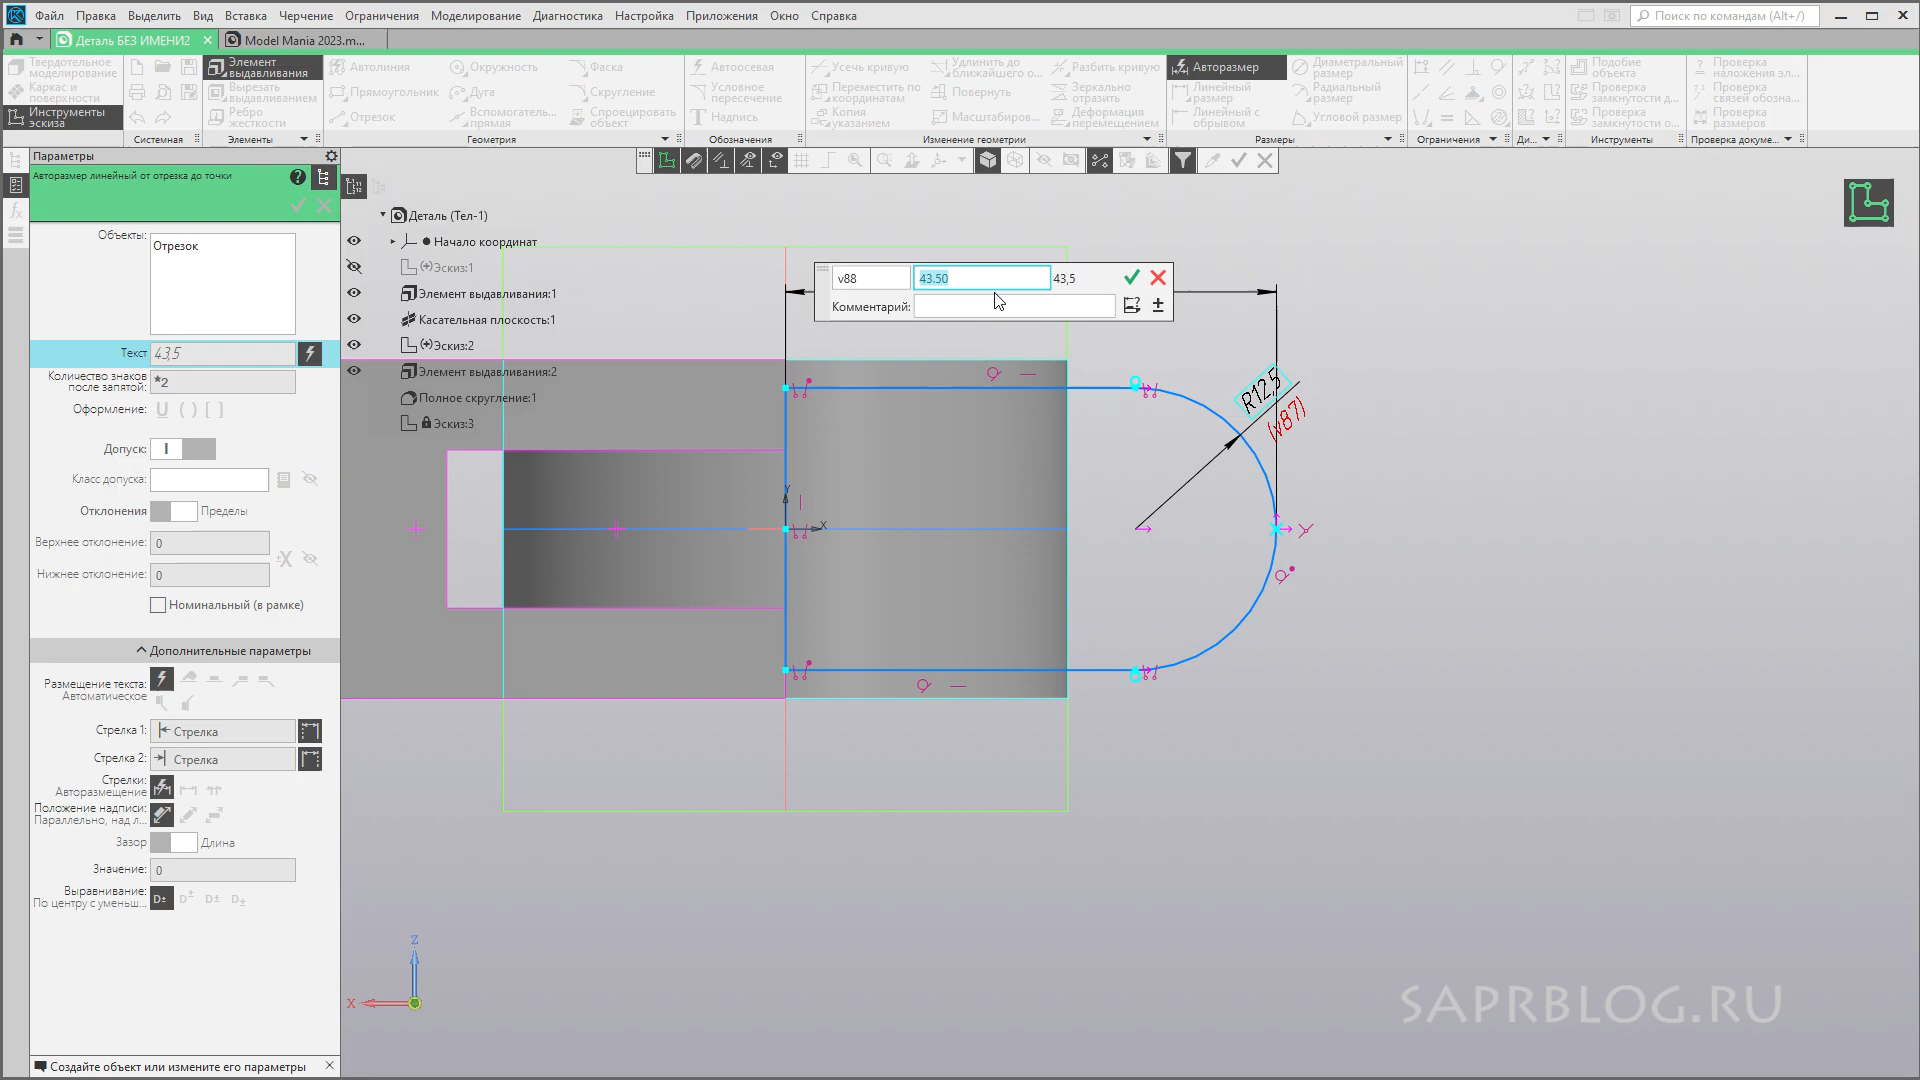 Файл Правка Выделить Вид Вставка Черчение Ограничения Моделирование Диагностика Настройка Приложения Окно Справка Поиск по командам (Alt+/)
Деталь БЕЗ ИМЕНИ2 Model Mania 2023.m...
Твердотельное моделирование
Каркас и поверхности
Инструменты эскиза
Системная
Элемент выдавливания
Вырезать выдавливанием
Ребро жесткости
Элементы
Автолиния Окружность Фаска
Прямоугольник Дуга Скругление
Отрезок Вспомогатель... прямая Спроецировать объект
Геометрия
Автоосевая
Условное пересечение
Надпись
Обозначения
Усечь кривую Удлинить до ближайшего о... Разбить кривую
Переместить по координатам Повернуть Зеркально отразить
Копия указанием Масштабиров... Деформация перемещением
Изменение геометрии
Авторазмер Диаметральный размер
Линейный размер Радиальный размер
Линейный с обрывом Угловой размер
Размеры
Ограничения
Ди...
Подобие объекта
Проверка замкнутости д...
Проверка замкнутости о...
Инструменты
Проверка наложения эл...
Проверка связей обозна...
Проверка размеров
Проверка докуме...
Параметры
Авторазмер линейный от отрезка до точки
Объекты: Отрезок
Текст 43,5
Количество знаков после запятой: *2
Оформление: U ( ) [ ]
Допуск: I
Класс допуска:
Отклонения Пределы
Верхнее отклонение: 0
Нижнее отклонение: 0
Номинальный (в рамке)
Дополнительные параметры
Размещение текста:
Автоматическое
Стрелка 1: Стрелка
Стрелка 2: Стрелка
Стрелки:
Авторазмещение
Положение надписи:
Параллельно, над л...
Зазор Длина
Значение: 0
Выравнивание:
По центру с уменьш...
Создайте объект или измените его параметры
Деталь (Тел-1)
Начало координат
(+)Эскиз:1
Элемент выдавливания:1
Касательная плоскость:1
(+)Эскиз:2
Элемент выдавливания:2
Полное скругление:1
Эскиз:3
v88 43.50 43,5
Комментарий:
R12,5
(v87)
Y
X
Z
X
SAPRBLOG.RU